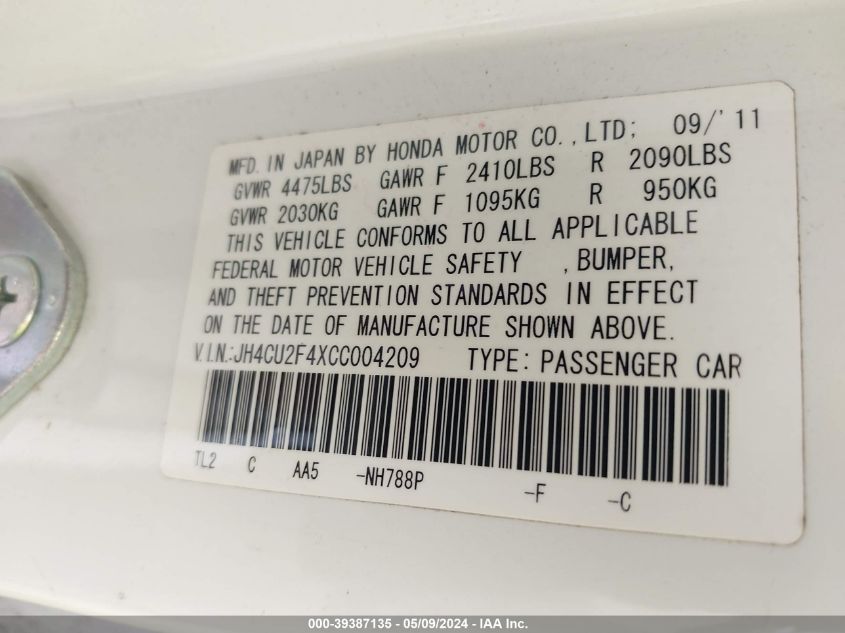 MFD. IN JAPAN BY HONDA MOTOR CO., LTD; 09/'11
GVWR 4475LBS GAWR F 2410LBS R 2090LBS
GVWR 2030KG GAWR F 1095KG R 950KG
THIS VEHICLE CONFORMS TO ALL APPLICABLE
FEDERAL MOTOR VEHICLE SAFETY , BUMPER,
AND THEFT PREVENTION STANDARDS IN EFFECT
ON THE DATE OF MANUFACTURE SHOWN ABOVE.
V.I.N.:JH4CU2F4XCC004209 TYPE: PASSENGER CAR
TL2 C AA5 -NH788P -F -C
000-39387135 - 05/09/2024 - IAA Inc.